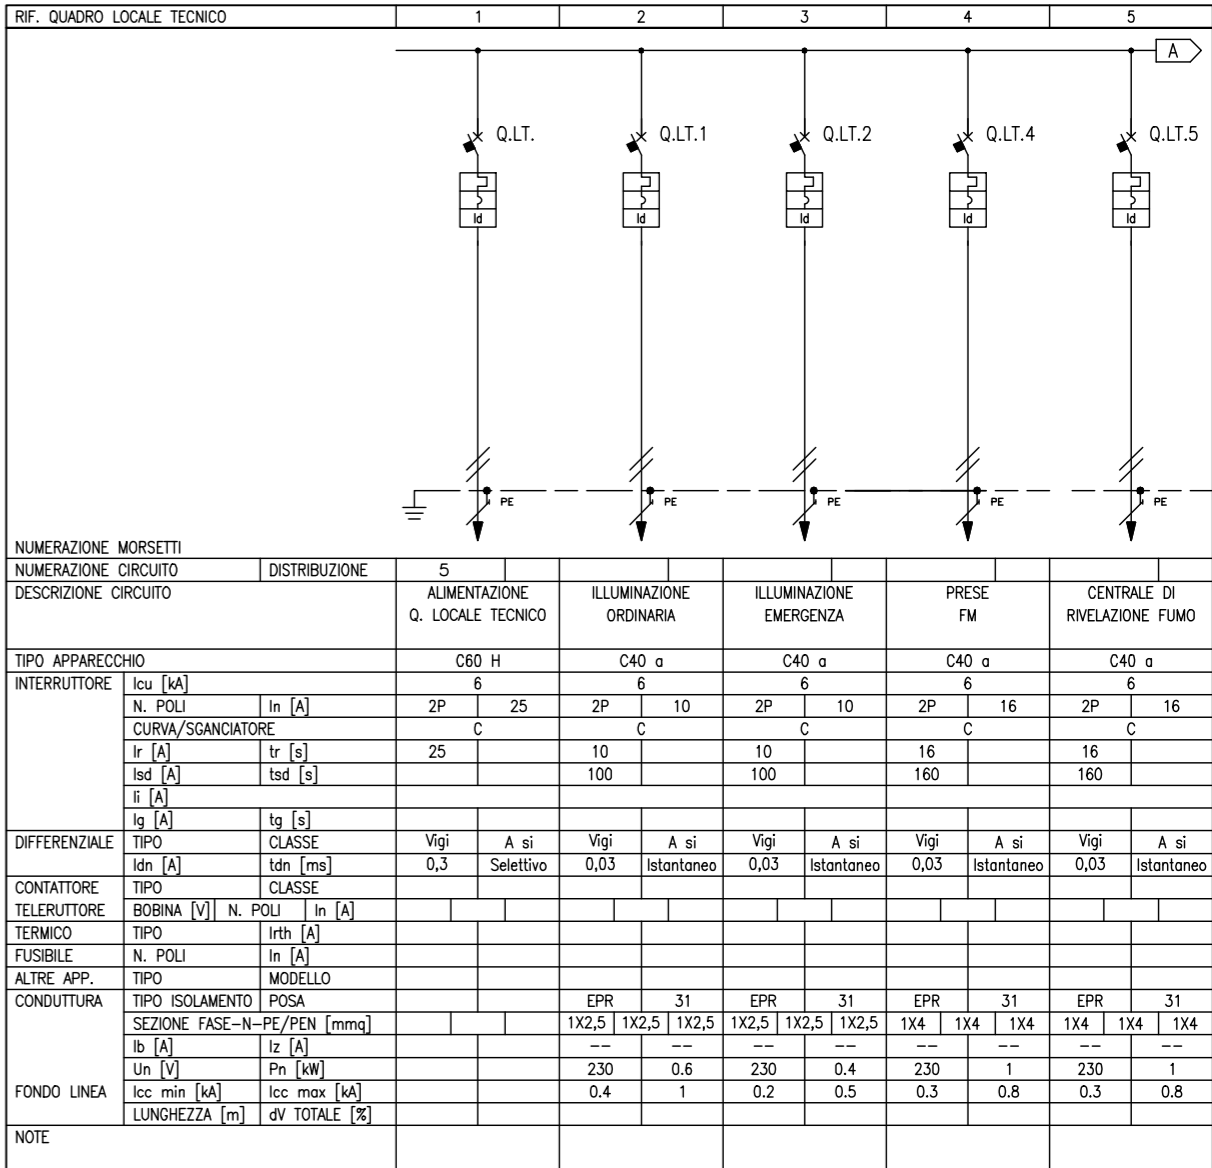 RIF. QUADRO LOCALE TECNICO 1 2 3 4 5
A
Q.LT. Q.LT.1 Q.LT.2 Q.LT.4 Q.LT.5
Id Id Id Id Id
PE PE PE PE PE
NUMERAZIONE MORSETTI
NUMERAZIONE CIRCUITO DISTRIBUZIONE 5
DESCRIZIONE CIRCUITO ALIMENTAZIONE ILLUMINAZIONE ILLUMINAZIONE PRESE CENTRALE DI
Q. LOCALE TECNICO ORDINARIA EMERGENZA FM RIVELAZIONE FUMO
TIPO APPARECCHIO C60 H C40 a C40 a C40 a C40 a
INTERRUTTORE Icu [kA] 6 6 6 6 6
N. POLI In [A] 2P 25 2P 10 2P 10 2P 16 2P 16
CURVA/SGANCIATORE C C C C C
Ir [A] tr [s] 25 10 10 16 16
Isd [A] tsd [s] 100 100 160 160
Ii [A]
Ig [A] tg [s]
DIFFERENZIALE TIPO CLASSE Vigi A si Vigi A si Vigi A si Vigi A si Vigi A si
Idn [A] tdn [ms] 0,3 Selettivo 0,03 Istantaneo 0,03 Istantaneo 0,03 Istantaneo 0,03 Istantaneo
CONTATTORE TIPO CLASSE
TELERUTTORE BOBINA [V] N. POLI In [A]
TERMICO TIPO Irth [A]
FUSIBILE N. POLI In [A]
ALTRE APP. TIPO MODELLO
CONDUTTURA TIPO ISOLAMENTO POSA EPR 31 EPR 31 EPR 31 EPR 31
SEZIONE FASE-N-PE/PEN [mmq] 1X2,5 1X2,5 1X2,5 1X2,5 1X2,5 1X2,5 1X4 1X4 1X4 1X4 1X4 1X4
Ib [A] Iz [A] -- -- -- -- -- -- -- --
Un [V] Pn [kW] 230 0.6 230 0.4 230 1 230 1
FONDO LINEA Icc min [kA] Icc max [kA] 0.4 1 0.2 0.5 0.3 0.8 0.3 0.8
LUNGHEZZA [m] dV TOTALE [%]
NOTE